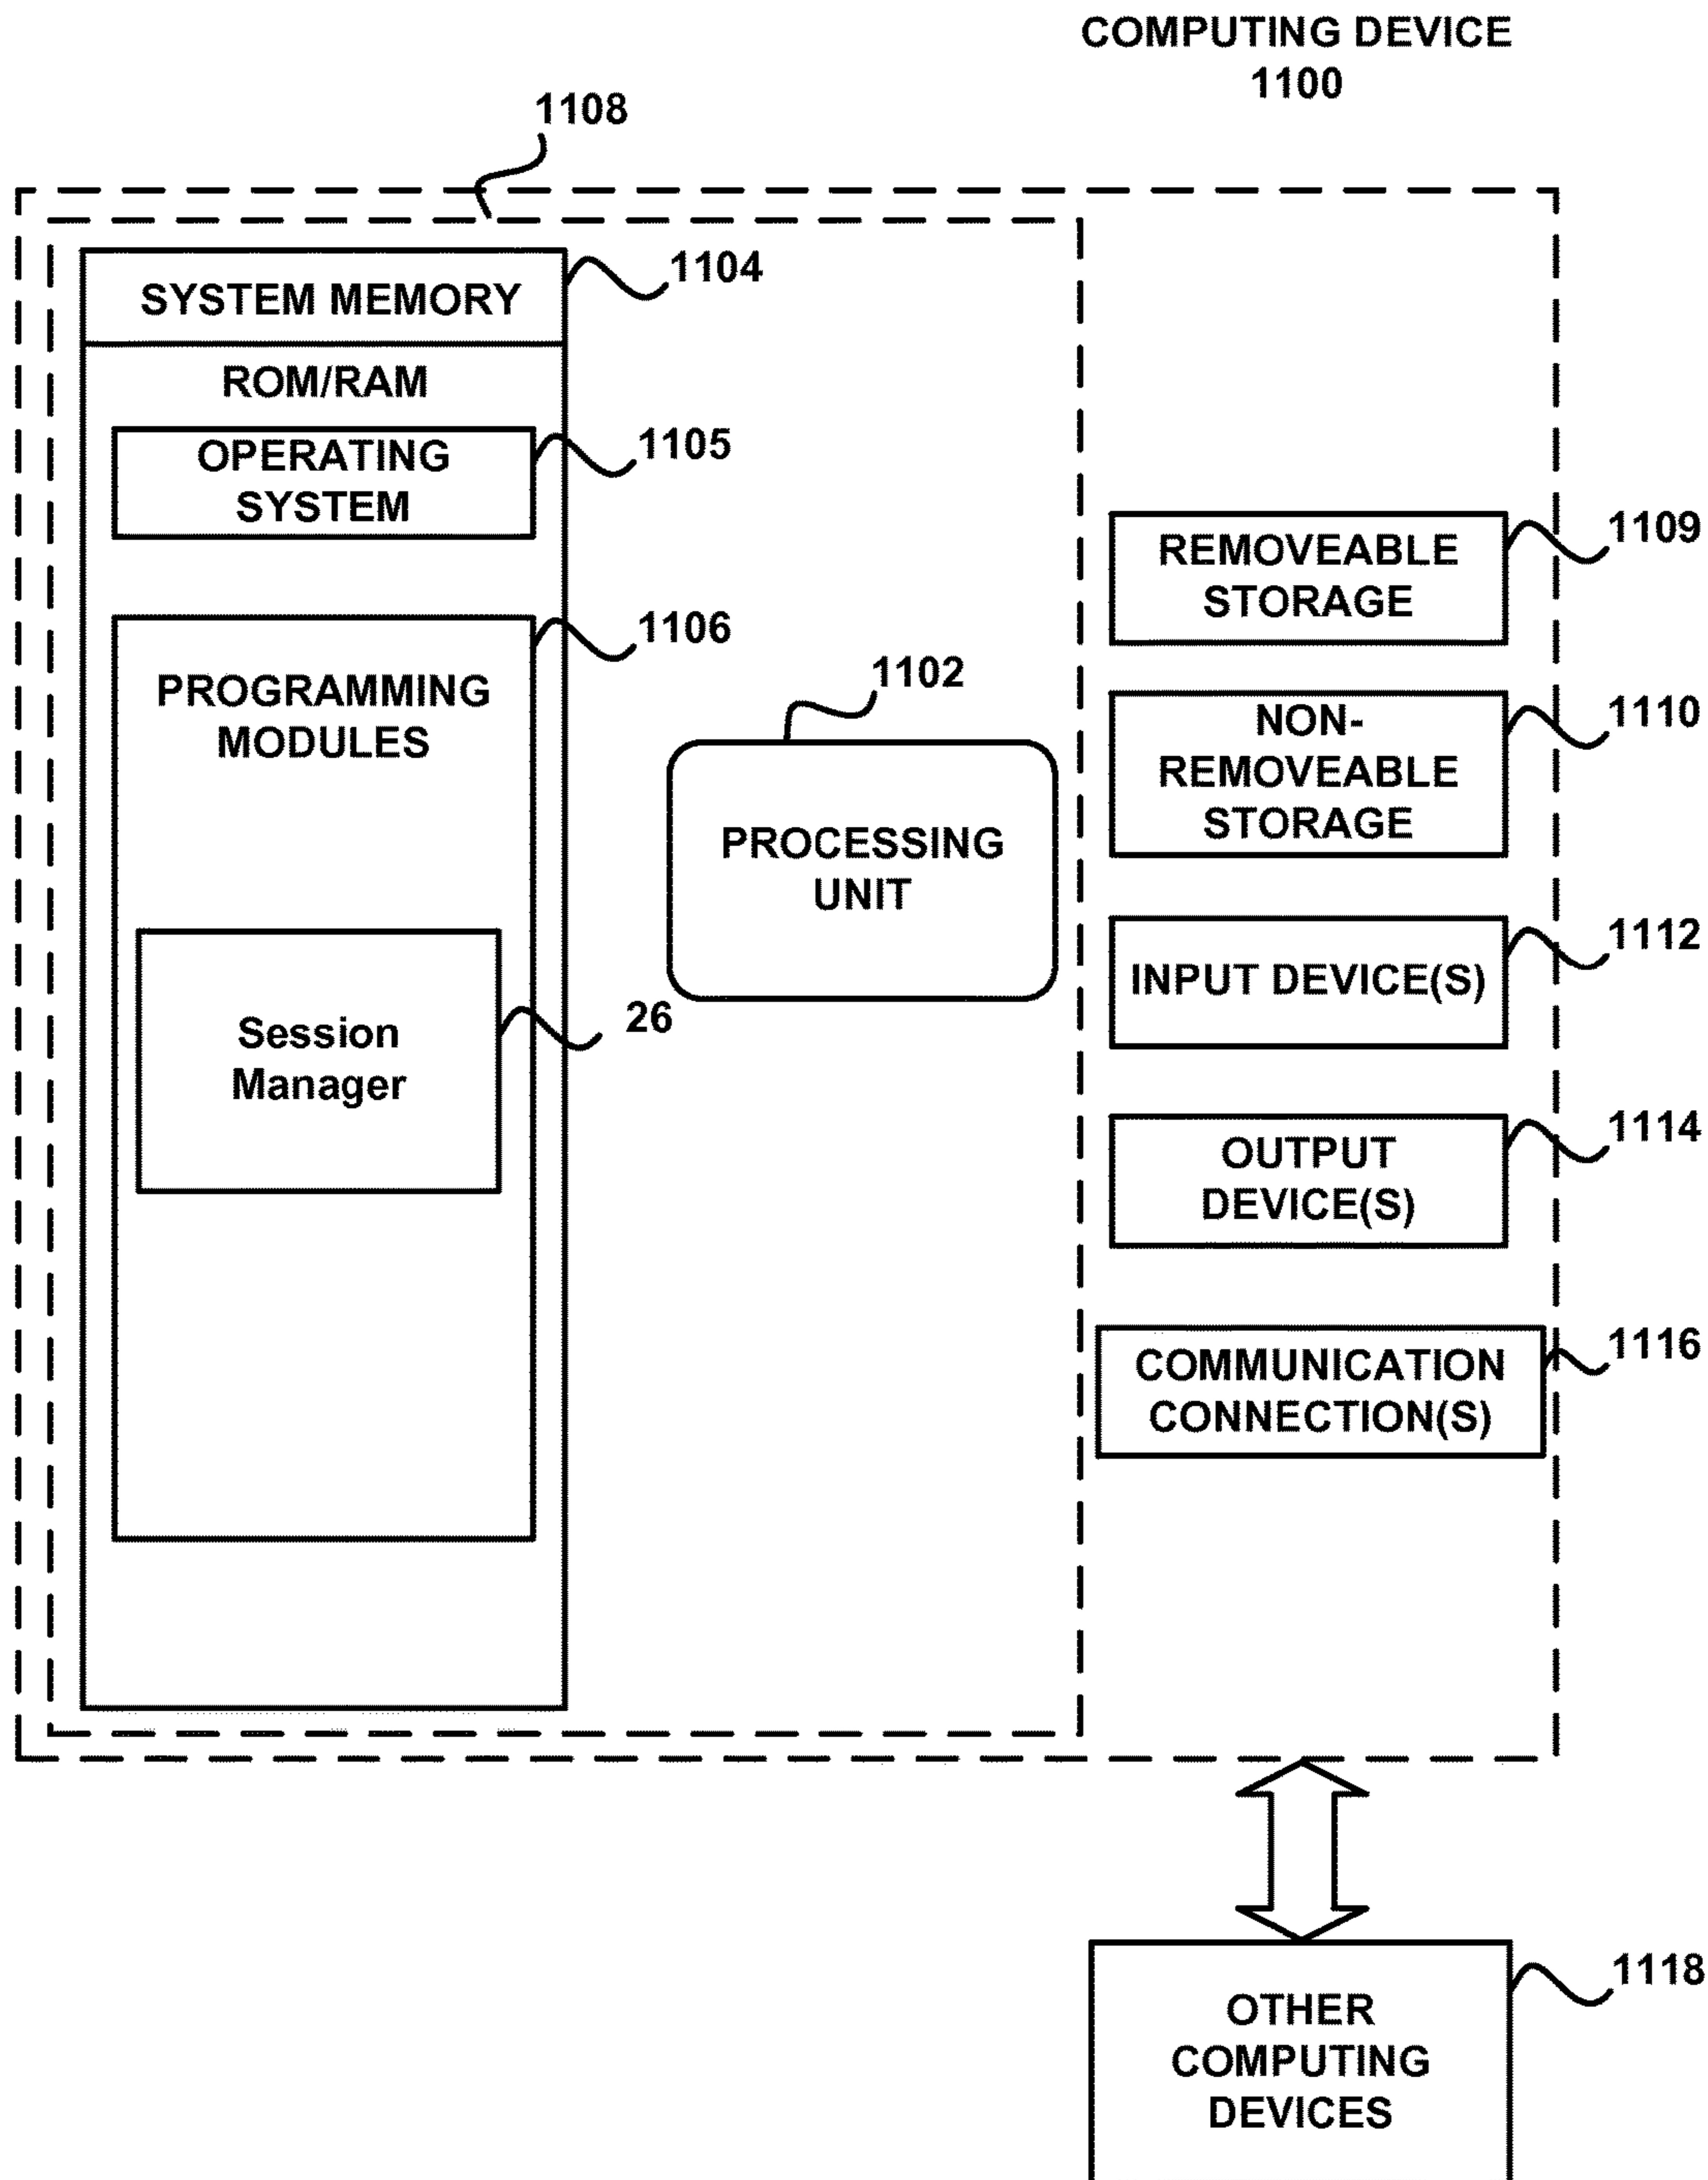 COMPUTING DEVICE
1100
1108
SYSTEM MEMORY
1104
ROM/RAM
OPERATING
SYSTEM
1105
PROGRAMMING
MODULES
1106
Session
Manager
26
PROCESSING
UNIT
1102
REMOVEABLE
STORAGE
1109
NON-
REMOVEABLE
STORAGE
1110
INPUT DEVICE(S)
1112
OUTPUT
DEVICE(S)
1114
COMMUNICATION
CONNECTION(S)
1116
OTHER
COMPUTING
DEVICES
1118